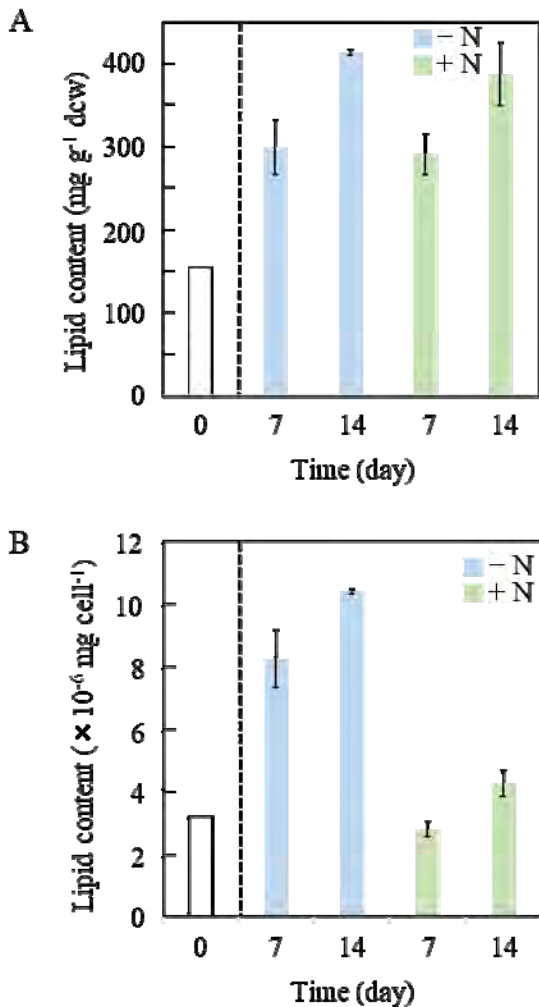 A
Lipid content (mg g⁻¹ dcw)
400
300
200
100
0
− N
+ N
0 7 14 7 14
Time (day)
B
Lipid content ( × 10⁻⁶ mg cell⁻¹)
12
10
8
6
4
2
0
− N
+ N
0 7 14 7 14
Time (day)